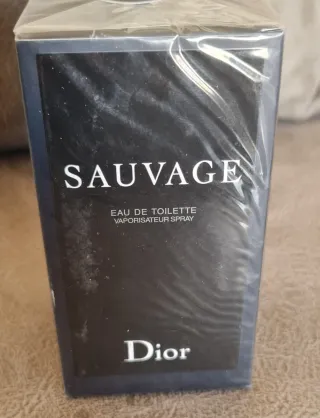 SAUVAGE
EAU DE TOILETTE
VAPORISATEUR SPRAY
Dior